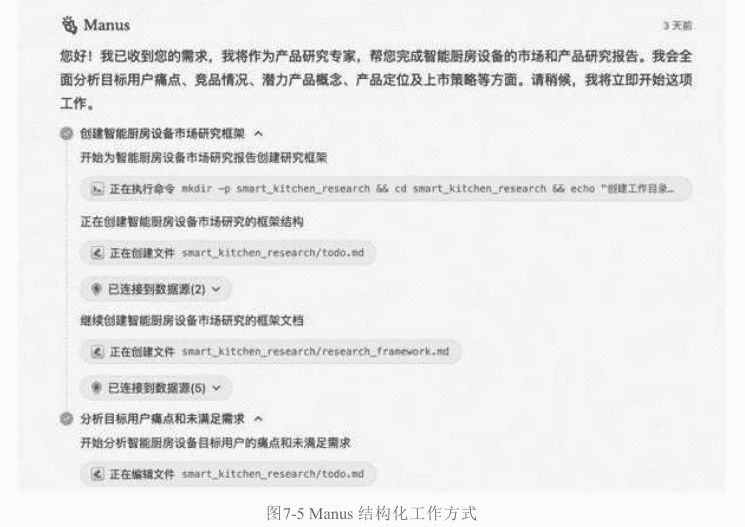 Manus
3 天前
您好！我已收到您的需求，我将作为产品研究专家，帮您完成智能厨房设备的市场和产品研究报告。我会全
面分析目标用户痛点、竞品情况、潜力产品概念、产品定位及上市策略等方面。请稍候，我将立即开始这项
工作。
创建智能厨房设备市场研究框架
开始为智能厨房设备市场研究报告创建研究框架
正在执行命令 mkdir -p smart_kitchen_research && cd smart_kitchen_research && echo "创建工作目录…
正在创建智能厨房设备市场研究的框架结构
正在创建文件 smart_kitchen_research/todo.md
已连接到数据源(2)
继续创建智能厨房设备市场研究的框架文档
正在创建文件 smart_kitchen_research/research_framework.md
已连接到数据源(5)
分析目标用户痛点和未满足需求
开始分析智能厨房设备目标用户的痛点和未满足需求
正在编辑文件 smart_kitchen_research/todo.md
图7-5 Manus 结构化工作方式